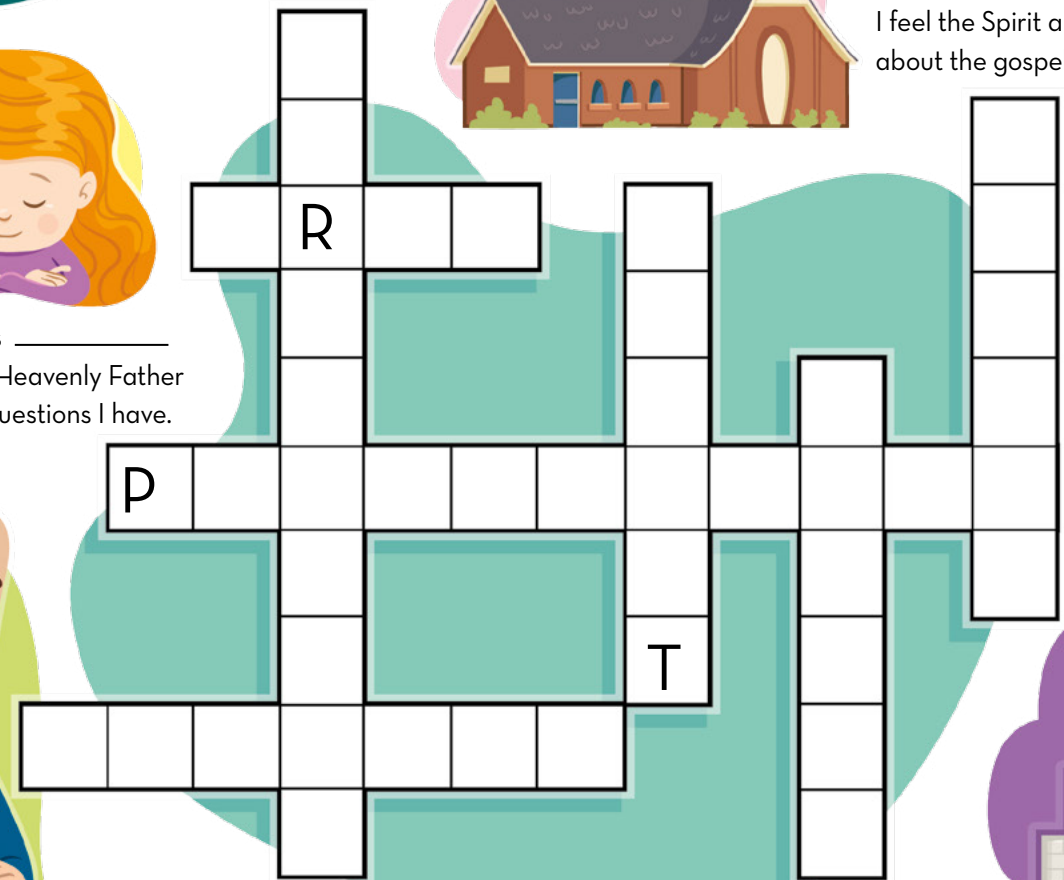 I feel the Spirit a
about the gospe
R
Heavenly Father
uestions I have.
P
T